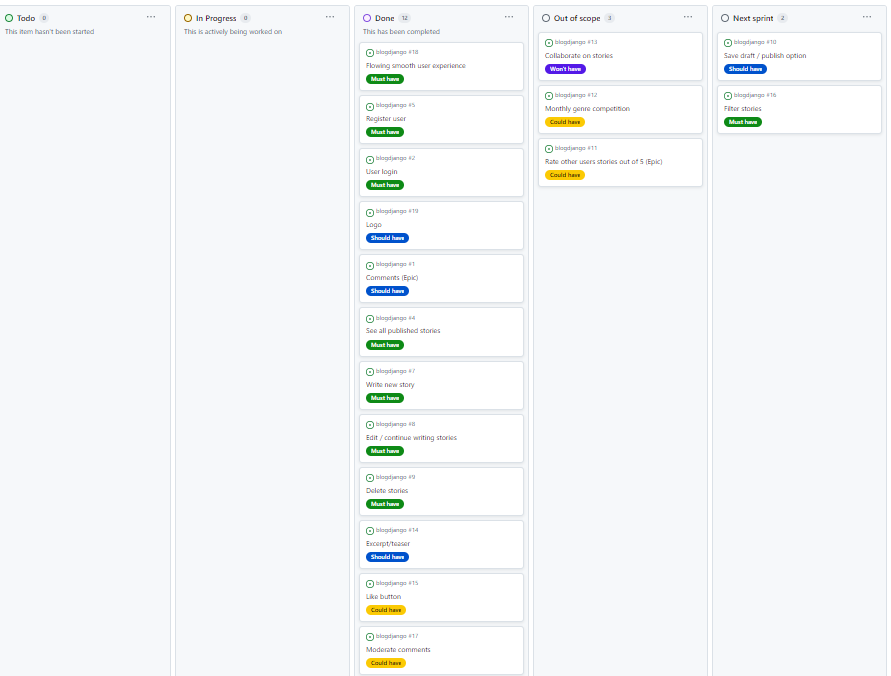 Todo 0
This item hasn't been started
In Progress 0
This is actively being worked on
Done 12
This has been completed
blogdjango #18
Flowing smooth user experience
Must have
blogdjango #5
Register user
Must have
blogdjango #2
User login
Must have
blogdjango #19
Logo
Should have
blogdjango #1
Comments (Epic)
Should have
blogdjango #4
See all published stories
Must have
blogdjango #7
Write new story
Must have
blogdjango #8
Edit / continue writing stories
Must have
blogdjango #9
Delete stories
Must have
blogdjango #14
Excerpt/teaser
Should have
blogdjango #15
Like button
Could have
blogdjango #17
Moderate comments
Could have
Out of scope 3
blogdjango #13
Collaborate on stories
Won't have
blogdjango #12
Monthly genre competition
Could have
blogdjango #11
Rate other users stories out of 5 (Epic)
Could have
Next sprint 2
blogdjango #10
Save draft / publish option
Should have
blogdjango #16
Filter stories
Must have